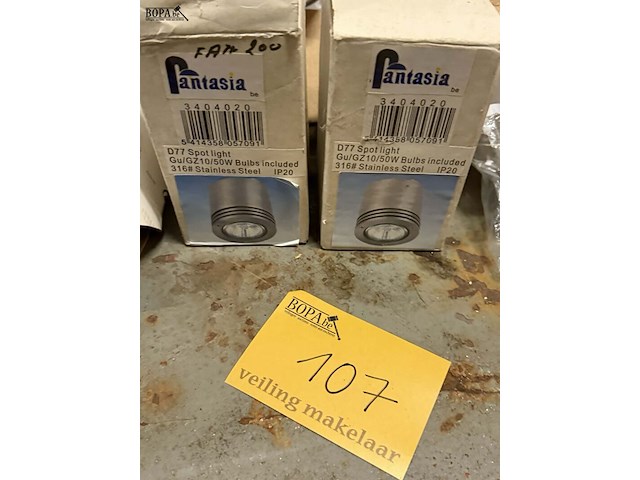 BOPA.be
FAN 200
Fantasia
be
3404020
5 414358 057091
D77 Spot light
Gu/GZ10/50W Bulbs included
316# Stainless Steel IP20
Fantasia
be
3404020
5 414358 057091
D77 Spot light
Gu/GZ10/50W Bulbs included
316# Stainless Steel IP20
BOPA.be
107
veiling makelaar